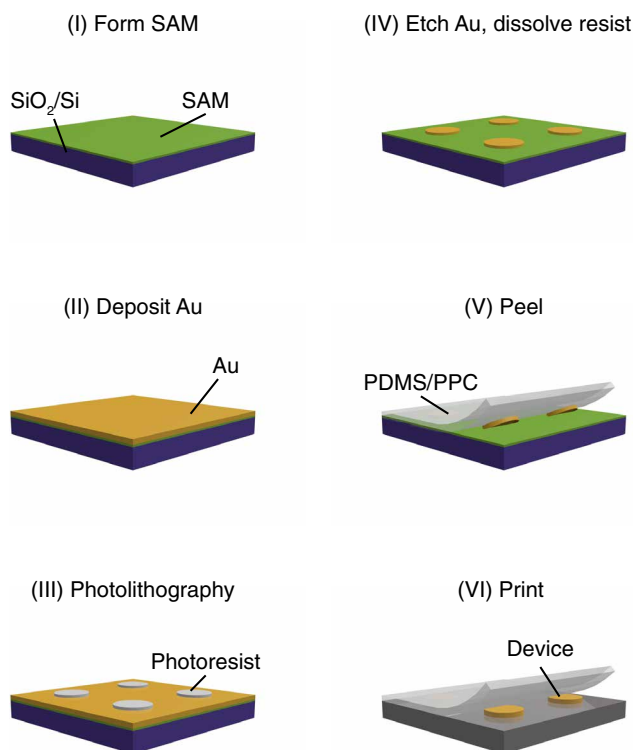 (I) Form SAM
SiO₂/Si
SAM
(II) Deposit Au
Au
(III) Photolithography
Photoresist
(IV) Etch Au, dissolve resist
(V) Peel
PDMS/PPC
(VI) Print
Device